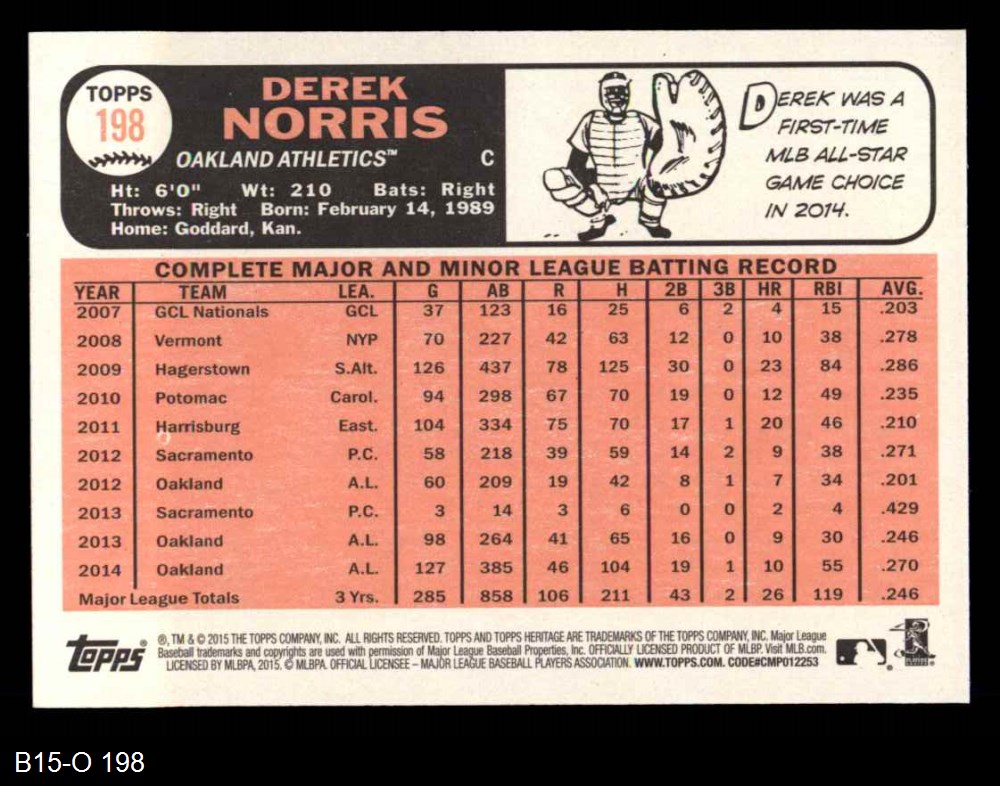 TOPPS
198
DEREK
NORRIS
OAKLAND ATHLETICS™ C
Ht: 6'0" Wt: 210 Bats: Right
Throws: Right Born: February 14, 1989
Home: Goddard, Kan.
DEREK WAS A
FIRST-TIME
MLB ALL-STAR
GAME CHOICE
IN 2014.
COMPLETE MAJOR AND MINOR LEAGUE BATTING RECORD
YEAR TEAM LEA. G AB R H 2B 3B HR RBI AVG.
2007 GCL Nationals GCL 37 123 16 25 6 2 4 15 .203
2008 Vermont NYP 70 227 42 63 12 0 10 38 .278
2009 Hagerstown S.Alt. 126 437 78 125 30 0 23 84 .286
2010 Potomac Carol. 94 298 67 70 19 0 12 49 .235
2011 Harrisburg East. 104 334 75 70 17 1 20 46 .210
2012 Sacramento P.C. 58 218 39 59 14 2 9 38 .271
2012 Oakland A.L. 60 209 19 42 8 1 7 34 .201
2013 Sacramento P.C. 3 14 3 6 0 0 2 4 .429
2013 Oakland A.L. 98 264 41 65 16 0 9 30 .246
2014 Oakland A.L. 127 385 46 104 19 1 10 55 .270
Major League Totals 3 Yrs. 285 858 106 211 43 2 26 119 .246
Topps®
®, TM & © 2015 THE TOPPS COMPANY, INC. ALL RIGHTS RESERVED. TOPPS AND TOPPS HERITAGE ARE TRADEMARKS OF THE TOPPS COMPANY, INC. Major League
Baseball trademarks and copyrights are used with permission of Major League Baseball Properties, Inc. OFFICIALLY LICENSED PRODUCT OF MLBP. Visit MLB.com.
LICENSED BY MLBPA, 2015. © MLBPA. OFFICIAL LICENSEE – MAJOR LEAGUE BASEBALL PLAYERS ASSOCIATION. WWW.TOPPS.COM. CODE#CMP012253
B15-O 198